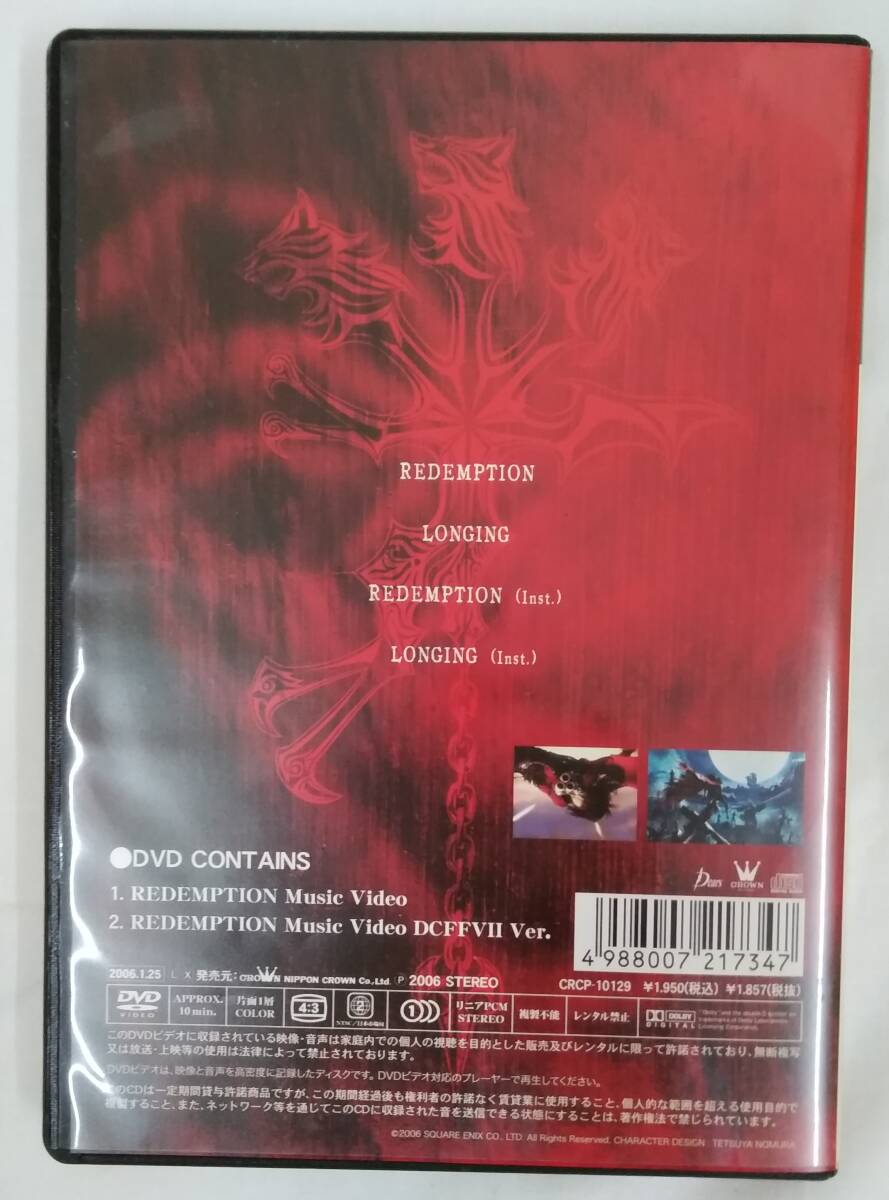 REDEMPTION
LONGING
REDEMPTION (Inst.)
LONGING (Inst.)
●DVD CONTAINS
1. REDEMPTION Music Video
2. REDEMPTION Music Video DCFFVII Ver.
Dears CROWN
4 988007 217347
2006.1.25 L X 発売元: CROWN NIPPON CROWN Co., Ltd. Ⓟ 2006 STEREO CRCP-10129 ¥1.950(税込) ¥1.857(税抜)
DVD VIDEO APPROX. 10 min. 片面1層 COLOR 4:3 2 NTSC/日本市場向 リニアPCM STEREO 複製不能 レンタル禁止 DOLBY DIGITAL
このDVDビデオに収録されている映像・音声は家庭内での個人の視聴を目的とした販売及びレンタルに限って許諾されており、無断複写
又は放送・上映等の使用は法律によって禁止されております。
DVDビデオは、映像と音声を高密度に記録したディスクです。DVDビデオ対応のプレーヤーで再生してください。
このCDは一定期間貸与許諾商品ですが、この期間経過後も権利者の許諾なく賃貸業に使用すること、個人的な範囲を超える使用目的で
複製すること、また、ネットワーク等を通じてこのCDに収録された音を送信できる状態にすることは、著作権法で禁じられています。
©2006 SQUARE ENIX CO., LTD All Rights Reserved. CHARACTER DESIGN : TETSUYA NOMURA